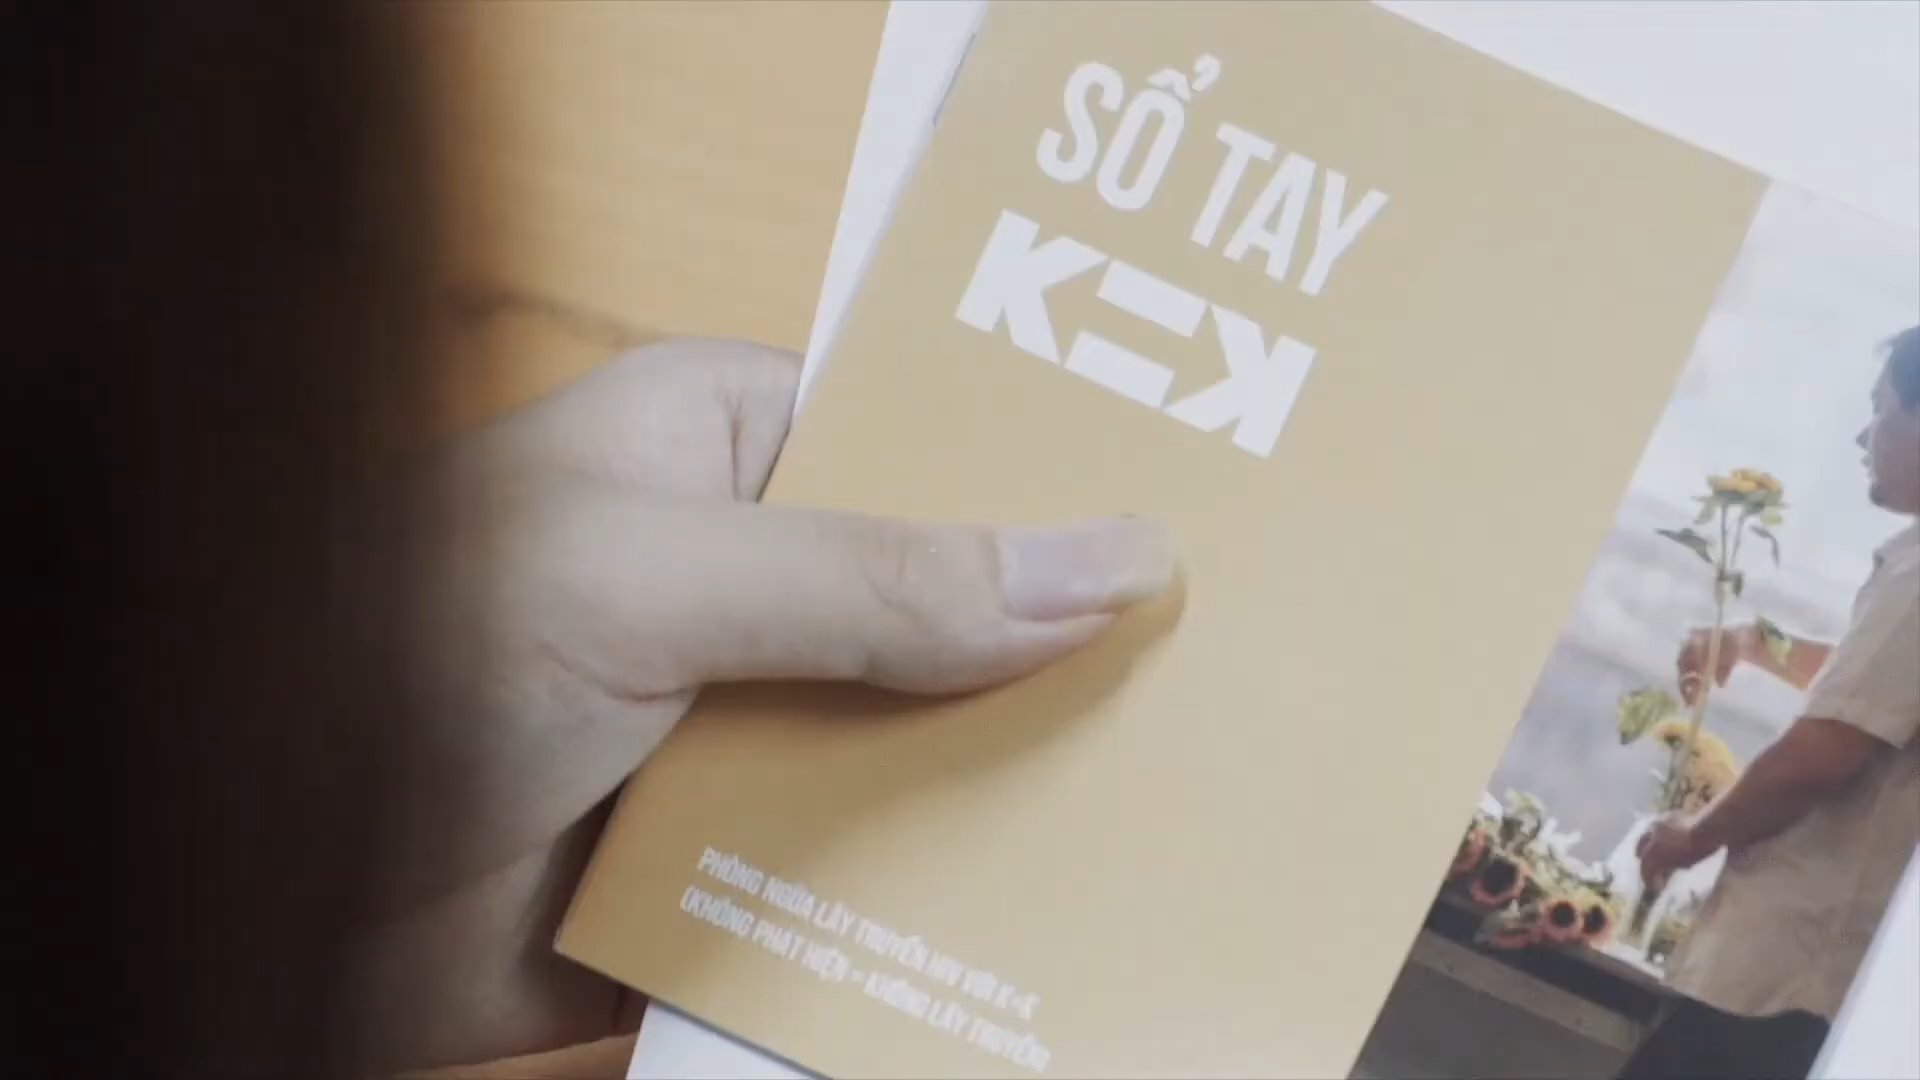 SỔ TAY
K=K
PHÒNG NGỪA LÂY TRUYỀN HIV VỚI K=K
(KHÔNG PHÁT HIỆN = KHÔNG LÂY TRUYỀN)